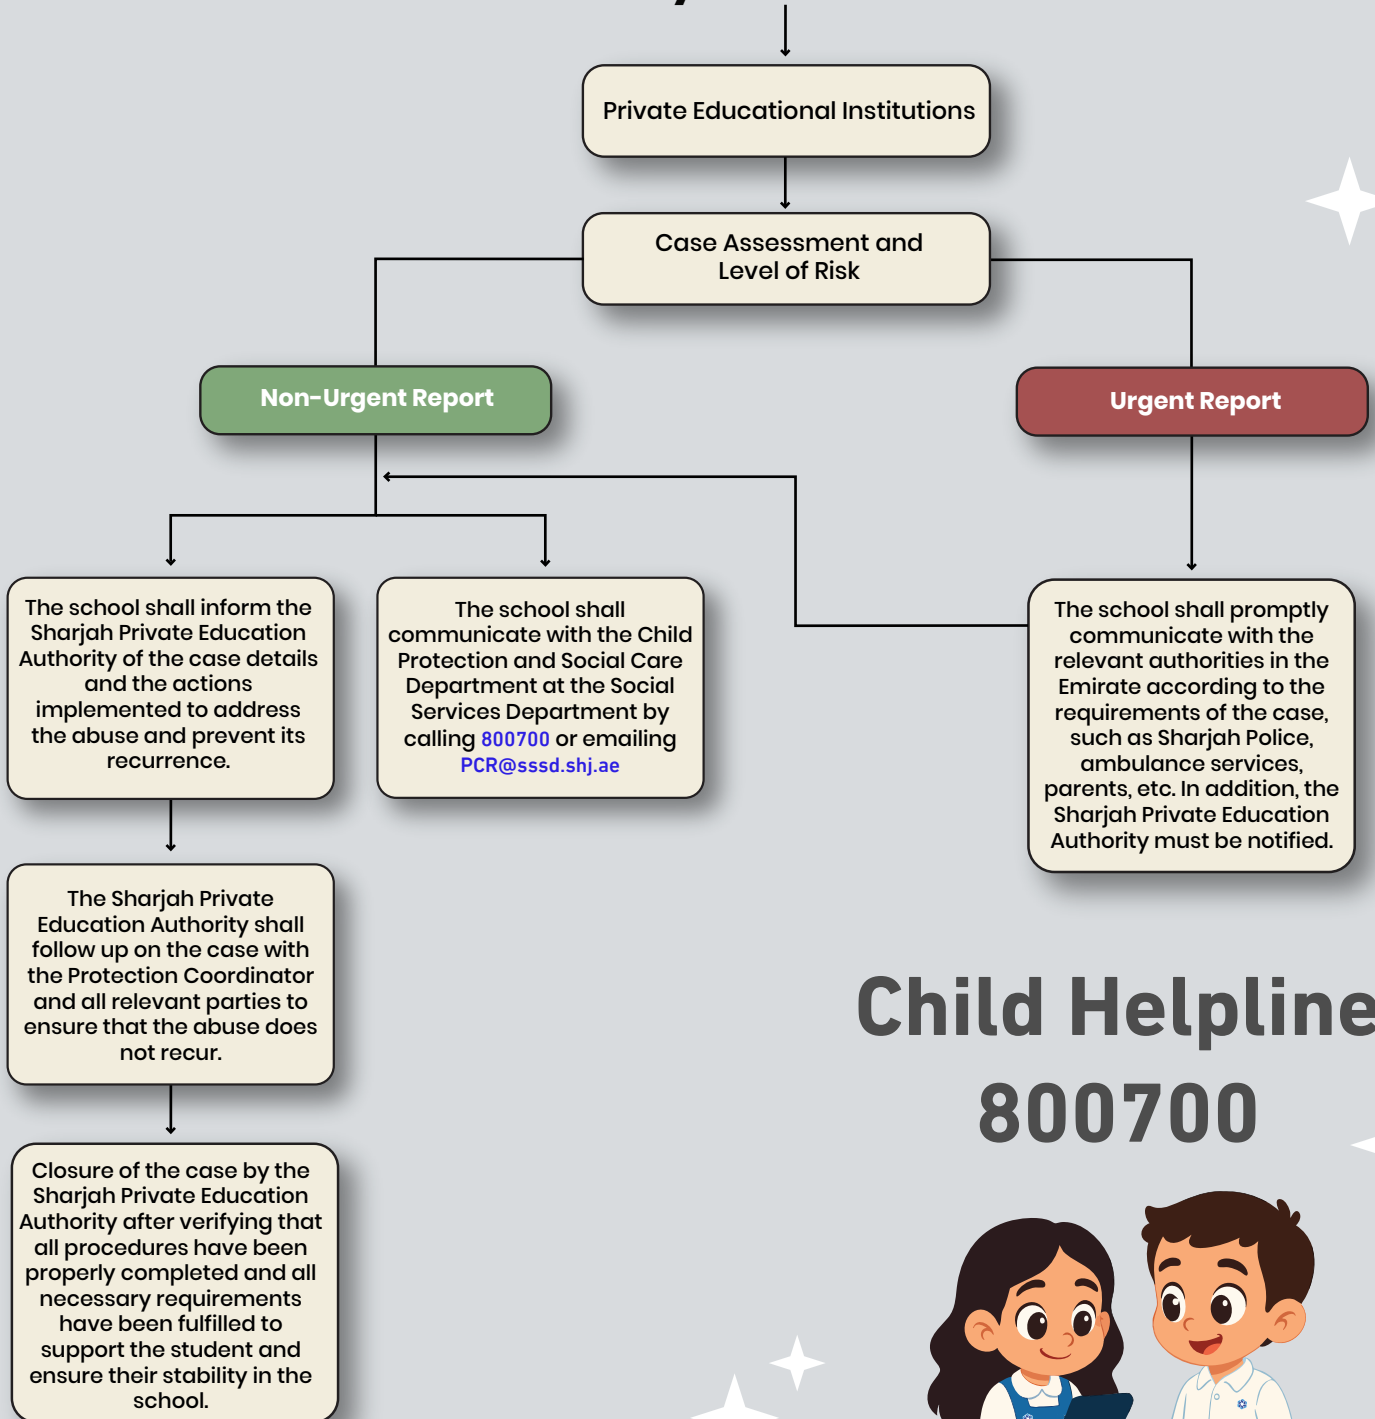 Private Educational Institutions
Case Assessment and
Level of Risk
Non-Urgent Report
Urgent Report
The school shall inform the
Sharjah Private Education
Authority of the case details
and the actions
implemented to address
the abuse and prevent its
recurrence.
The school shall
communicate with the Child
Protection and Social Care
Department at the Social
Services Department by
calling 800700 or emailing
PCR@sssd.shj.ae
The school shall promptly
communicate with the
relevant authorities in the
Emirate according to the
requirements of the case,
such as Sharjah Police,
ambulance services,
parents, etc. In addition, the
Sharjah Private Education
Authority must be notified.
The Sharjah Private
Education Authority shall
follow up on the case with
the Protection Coordinator
and all relevant parties to
ensure that the abuse does
not recur.
Closure of the case by the
Sharjah Private Education
Authority after verifying that
all procedures have been
properly completed and all
necessary requirements
have been fulfilled to
support the student and
ensure their stability in the
school.
Child Helpline
800700